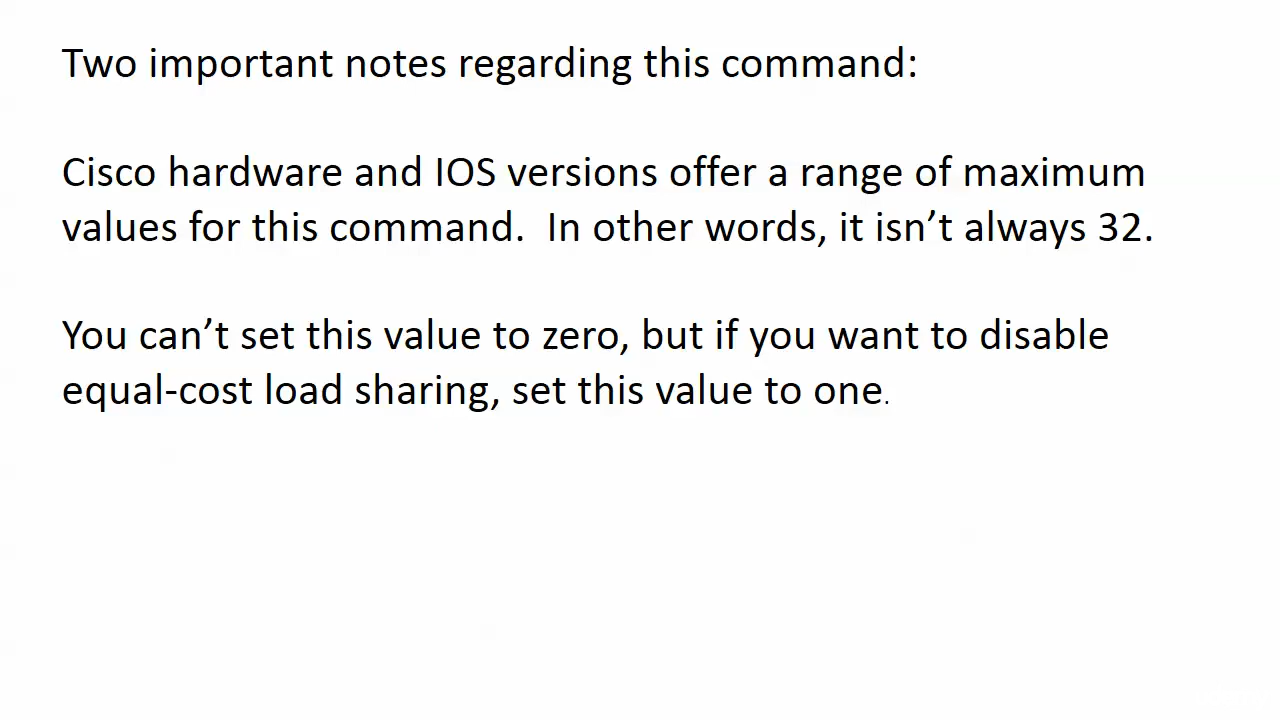 Two important notes regarding this command:
Cisco hardware and IOS versions offer a range of maximum
values for this command.  In other words, it isn’t always 32.
You can’t set this value to zero, but if you want to disable
equal-cost load sharing, set this value to one.